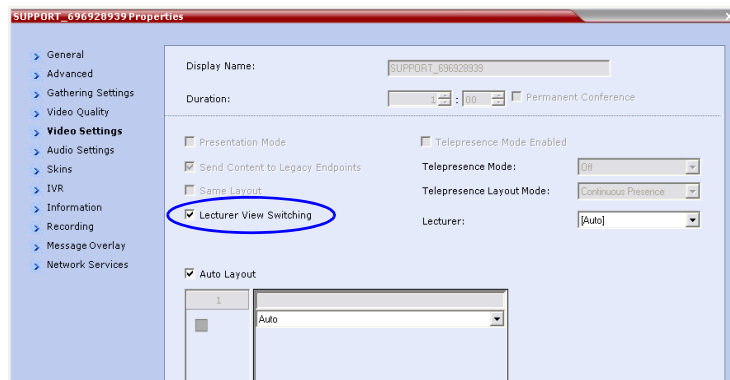 SUPPORT_696928939 Properties
General
Advanced
Gathering Settings
Video Quality
Video Settings
Audio Settings
Skins
IVR
Information
Recording
Message Overlay
Network Services
Display Name: SUPPORT_696928939
Duration: 1 : 00 Permanent Conference
Presentation Mode
Telepresence Mode Enabled
Send Content to Legacy Endpoints
Telepresence Mode: Off
Same Layout
Telepresence Layout Mode: Continuous Presence
Lecturer View Switching
Lecturer: [Auto]
Auto Layout
1
Auto